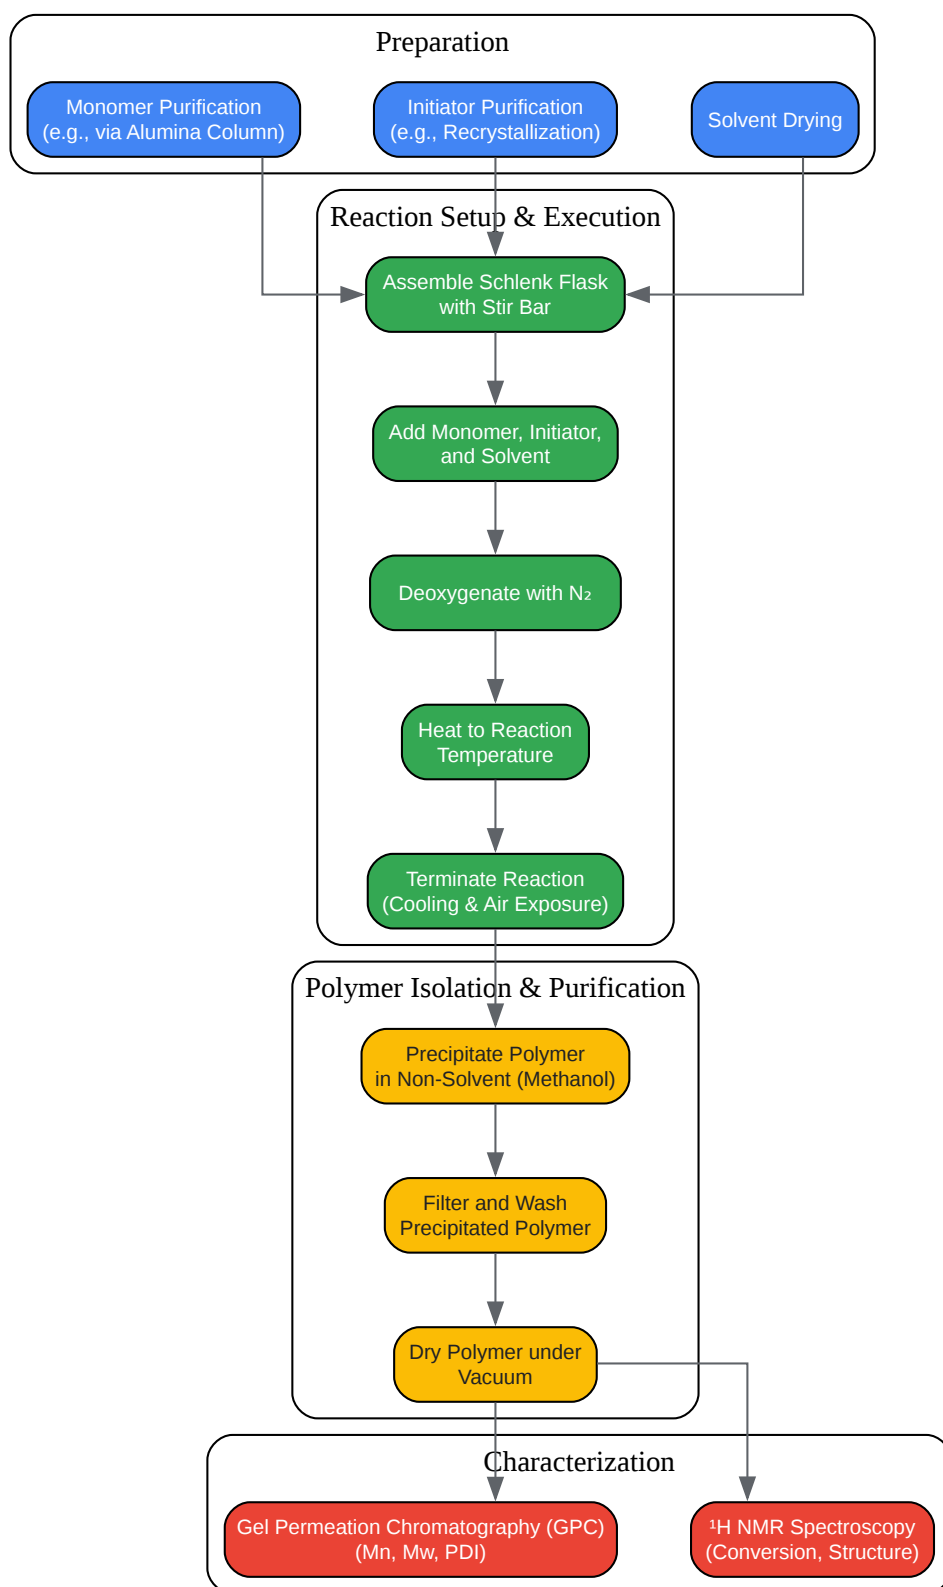 Preparation
Monomer Purification
(e.g., via Alumina Column)
Initiator Purification
(e.g., Recrystallization)
Solvent Drying
Reaction Setup & Execution
Assemble Schlenk Flask
with Stir Bar
Add Monomer, Initiator,
and Solvent
Deoxygenate with N₂
Heat to Reaction
Temperature
Terminate Reaction
(Cooling & Air Exposure)
Polymer Isolation & Purification
Precipitate Polymer
in Non-Solvent (Methanol)
Filter and Wash
Precipitated Polymer
Dry Polymer under
Vacuum
Characterization
Gel Permeation Chromatography (GPC)
(Mn, Mw, PDI)
¹H NMR Spectroscopy
(Conversion, Structure)